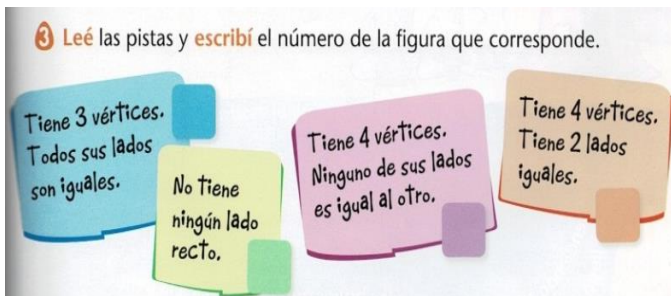 3 Leé las pistas y escribí el número de la figura que corresponde.
Tiene 3 vértices.
Todos sus lados
son iguales.
No tiene
ningún lado
recto.
Tiene 4 vértices.
Ninguno de sus lados
es igual al otro.
Tiene 4 vértices.
Tiene 2 lados
iguales.